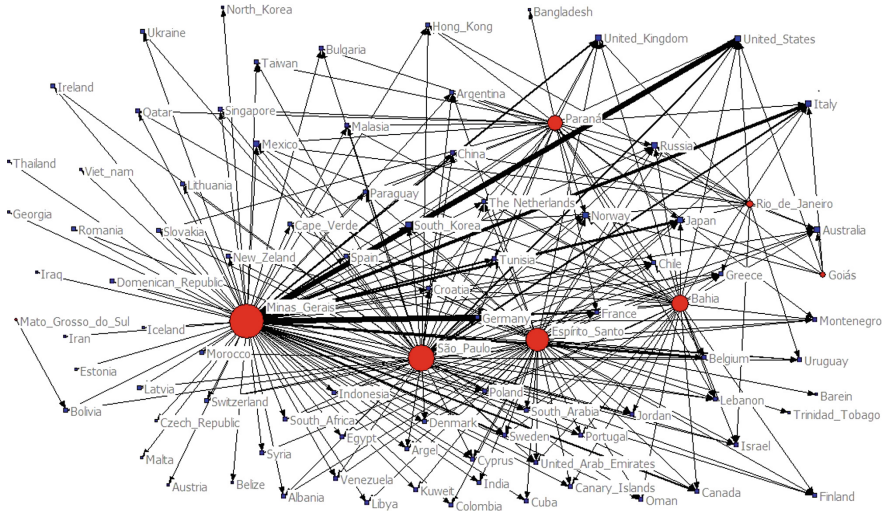 North_Korea
Bangladesh
Ukraine
Hong_Kong
United_Kingdom
United_States
Bulgaria
Taiwan
Ireland
Argentina
Italy
Qatar
Singapore
Paraná
Malasia
Mexico
Russia
China
Thailand
Viet_nam
Lithuania
Paraguay
The Netherlands
Rio_de_Janeiro
Georgia
Norway
Japan
Romania
Slovakia
Cape_Verde
South_Korea
Australia
New_Zeland
Spain
Tunisia
Chile
Iraq
Domenican_Republic
Croatia
Greece
Goiás
Minas_Gerais
Bahia
Mato_Grosso_do_Sul
Iceland
Germany
France
Montenegro
Iran
Espírito_Santo
Morocco
São_Paulo
Belgium
Uruguay
Estonia
Latvia
Switzerland
Indonesia
Poland
Lebanon
Barein
Bolivia
Czech_Republic
South_Africa
Denmark
South_Arabia
Jordan
Trinidad_Tobago
Egypt
Sweden
Portugal
Israel
Malta
Syria
Argel
Cyprus
United_Arab_Emirates
Austria
Belize
Venezuela
India
Canary_Islands
Albania
Libya
Kuweit
Colombia
Cuba
Oman
Canada
Finland